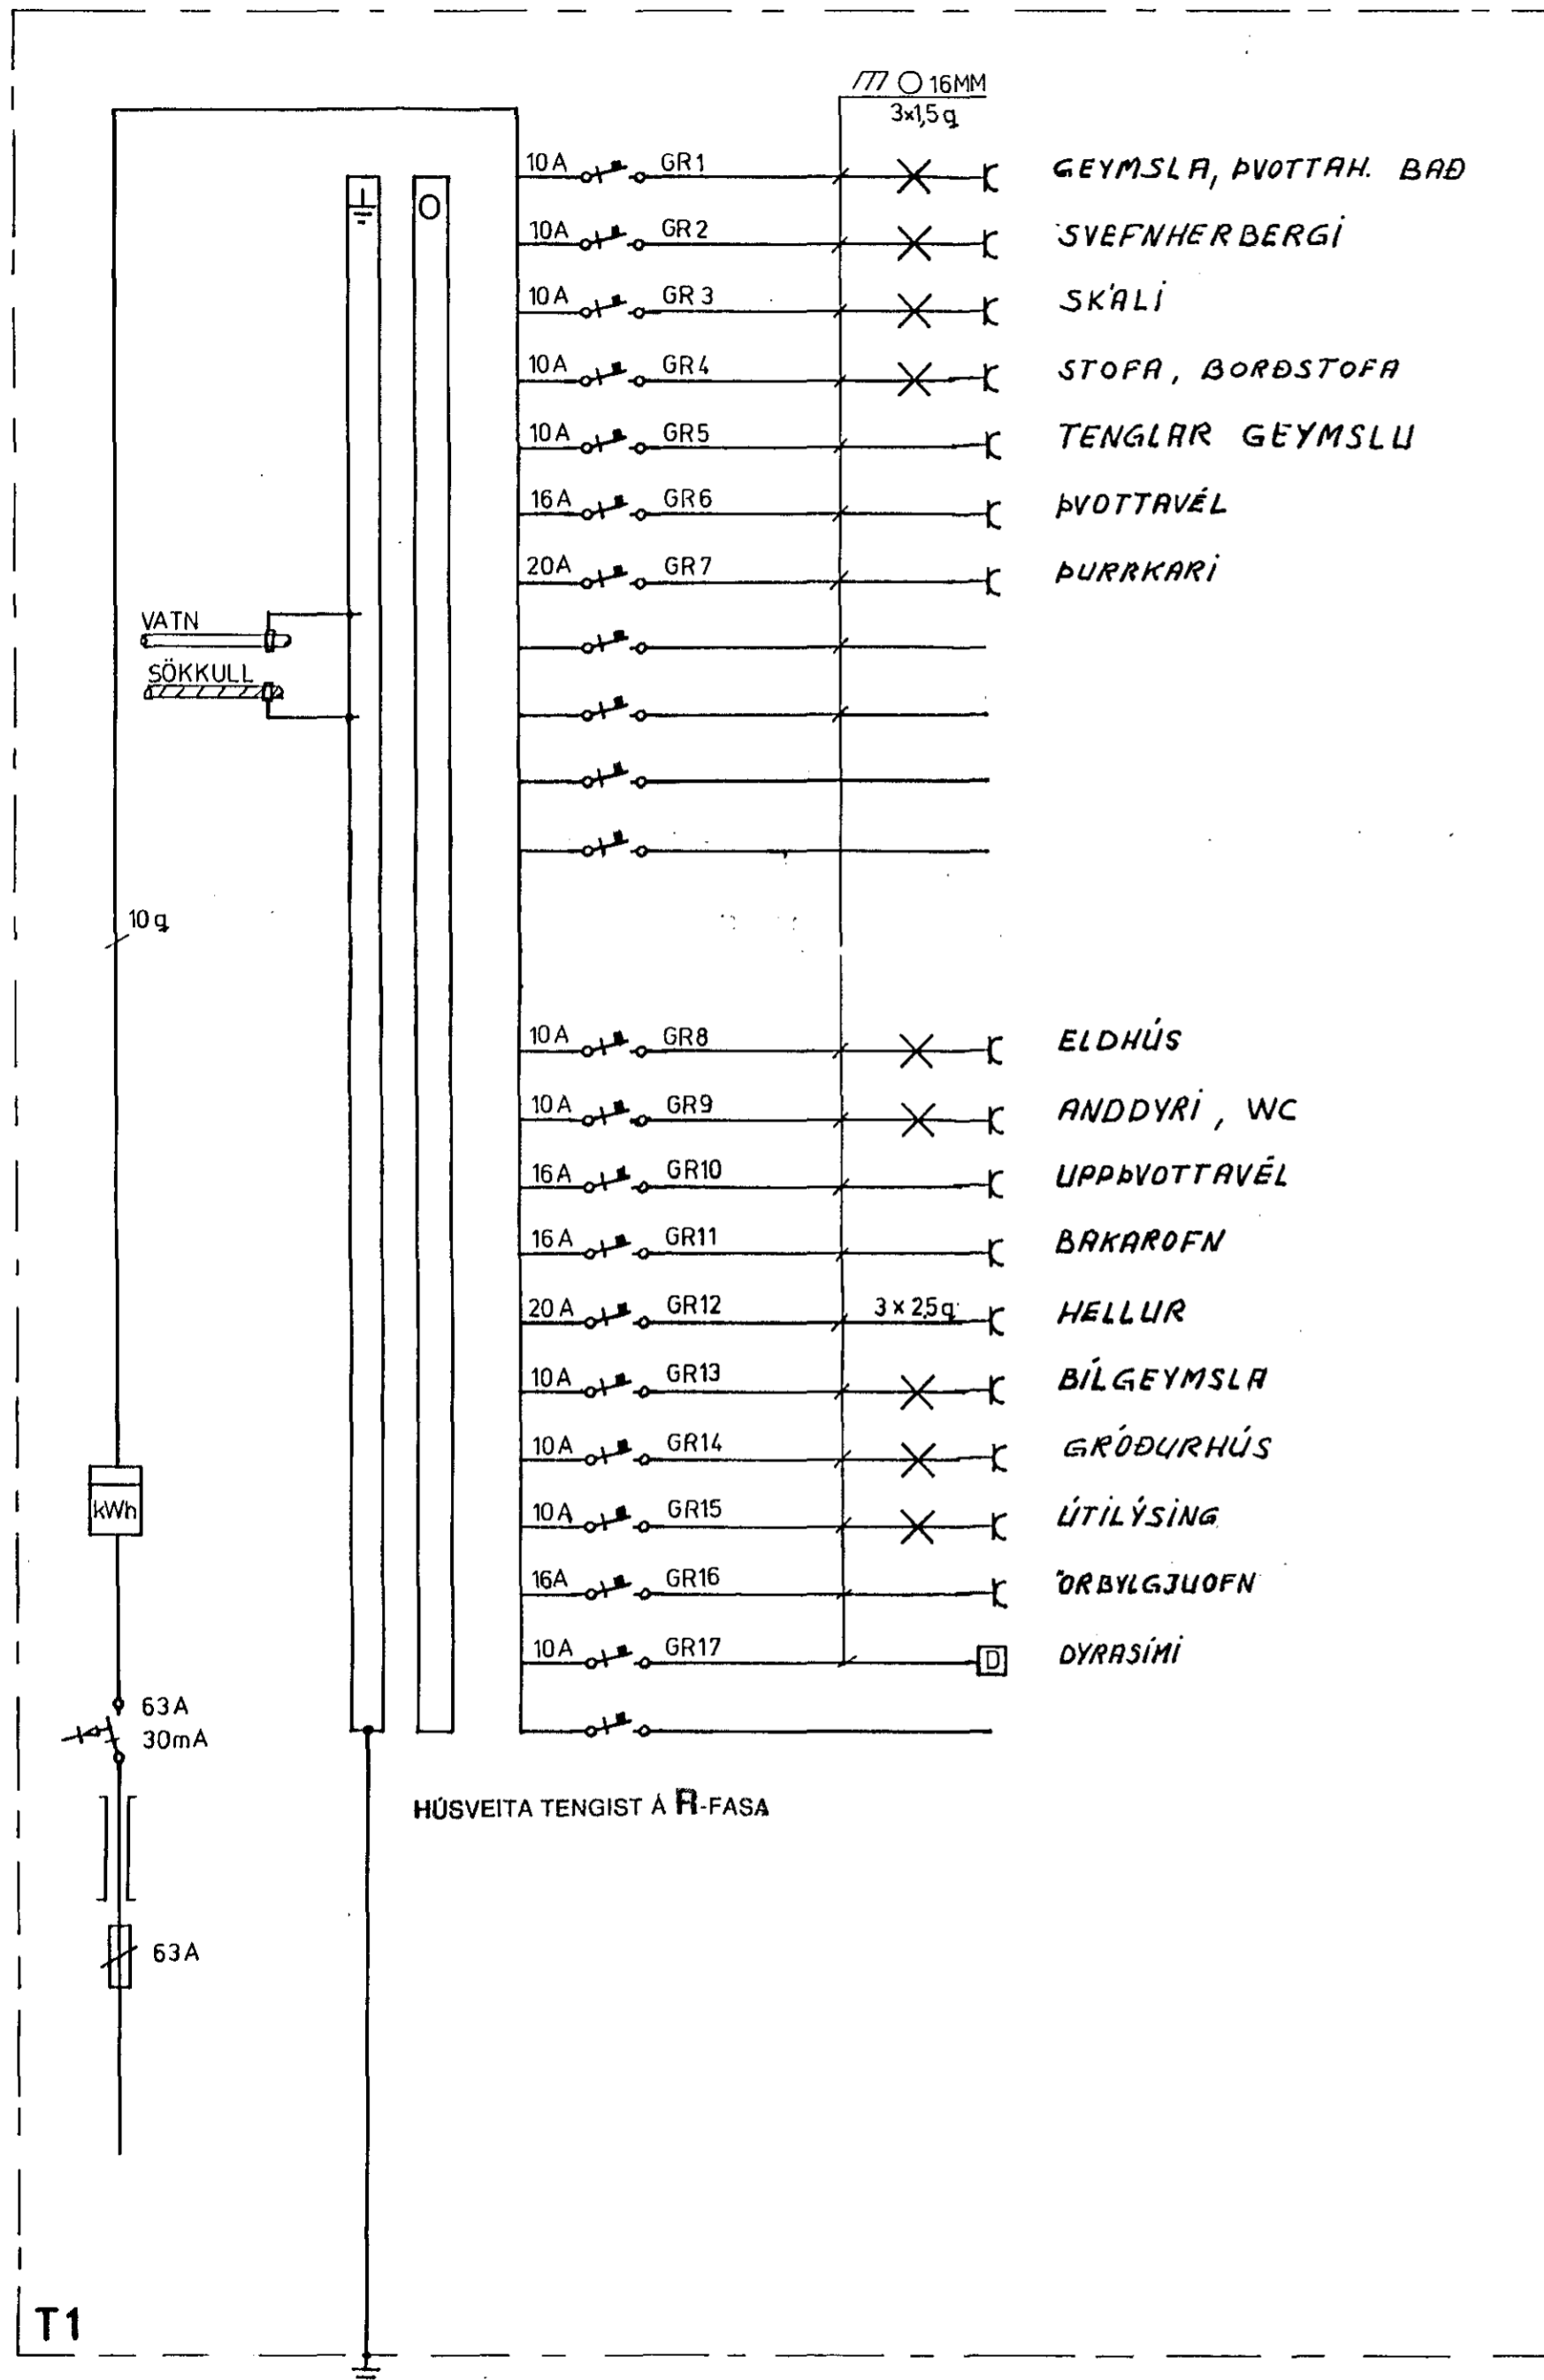 16MM
3x1,5q
10A GR1 GEYMSLA, ÞVOTTAH. BAÐ
10A GR2 SVEFNHERBERGI
10A GR3 SKÁLI
10A GR4 STOFA, BORÐSTOFA
10A GR5 TENGLAR GEYMSLU
16A GR6 ÞVOTTAVÉL
20A GR7 ÞURRKARI
O
VATN
SÖKKULL
10q
10A GR8 ELDHÚS
10A GR9 ANDDYRI, WC
16A GR10 UPPÞVOTTAVÉL
16A GR11 BAKAROFN
20A GR12 3x2,5q HELLUR
10A GR13 BÍLGEYMSLA
10A GR14 GRÓÐURHÚS
10A GR15 ÚTILÝSING
16A GR16 ÖRBYLGJUOFN
10A GR17 D DYRASÍMI
kWh
63A
30mA
HÚSVEITA TENGIST Á R-FASA
63A
T1